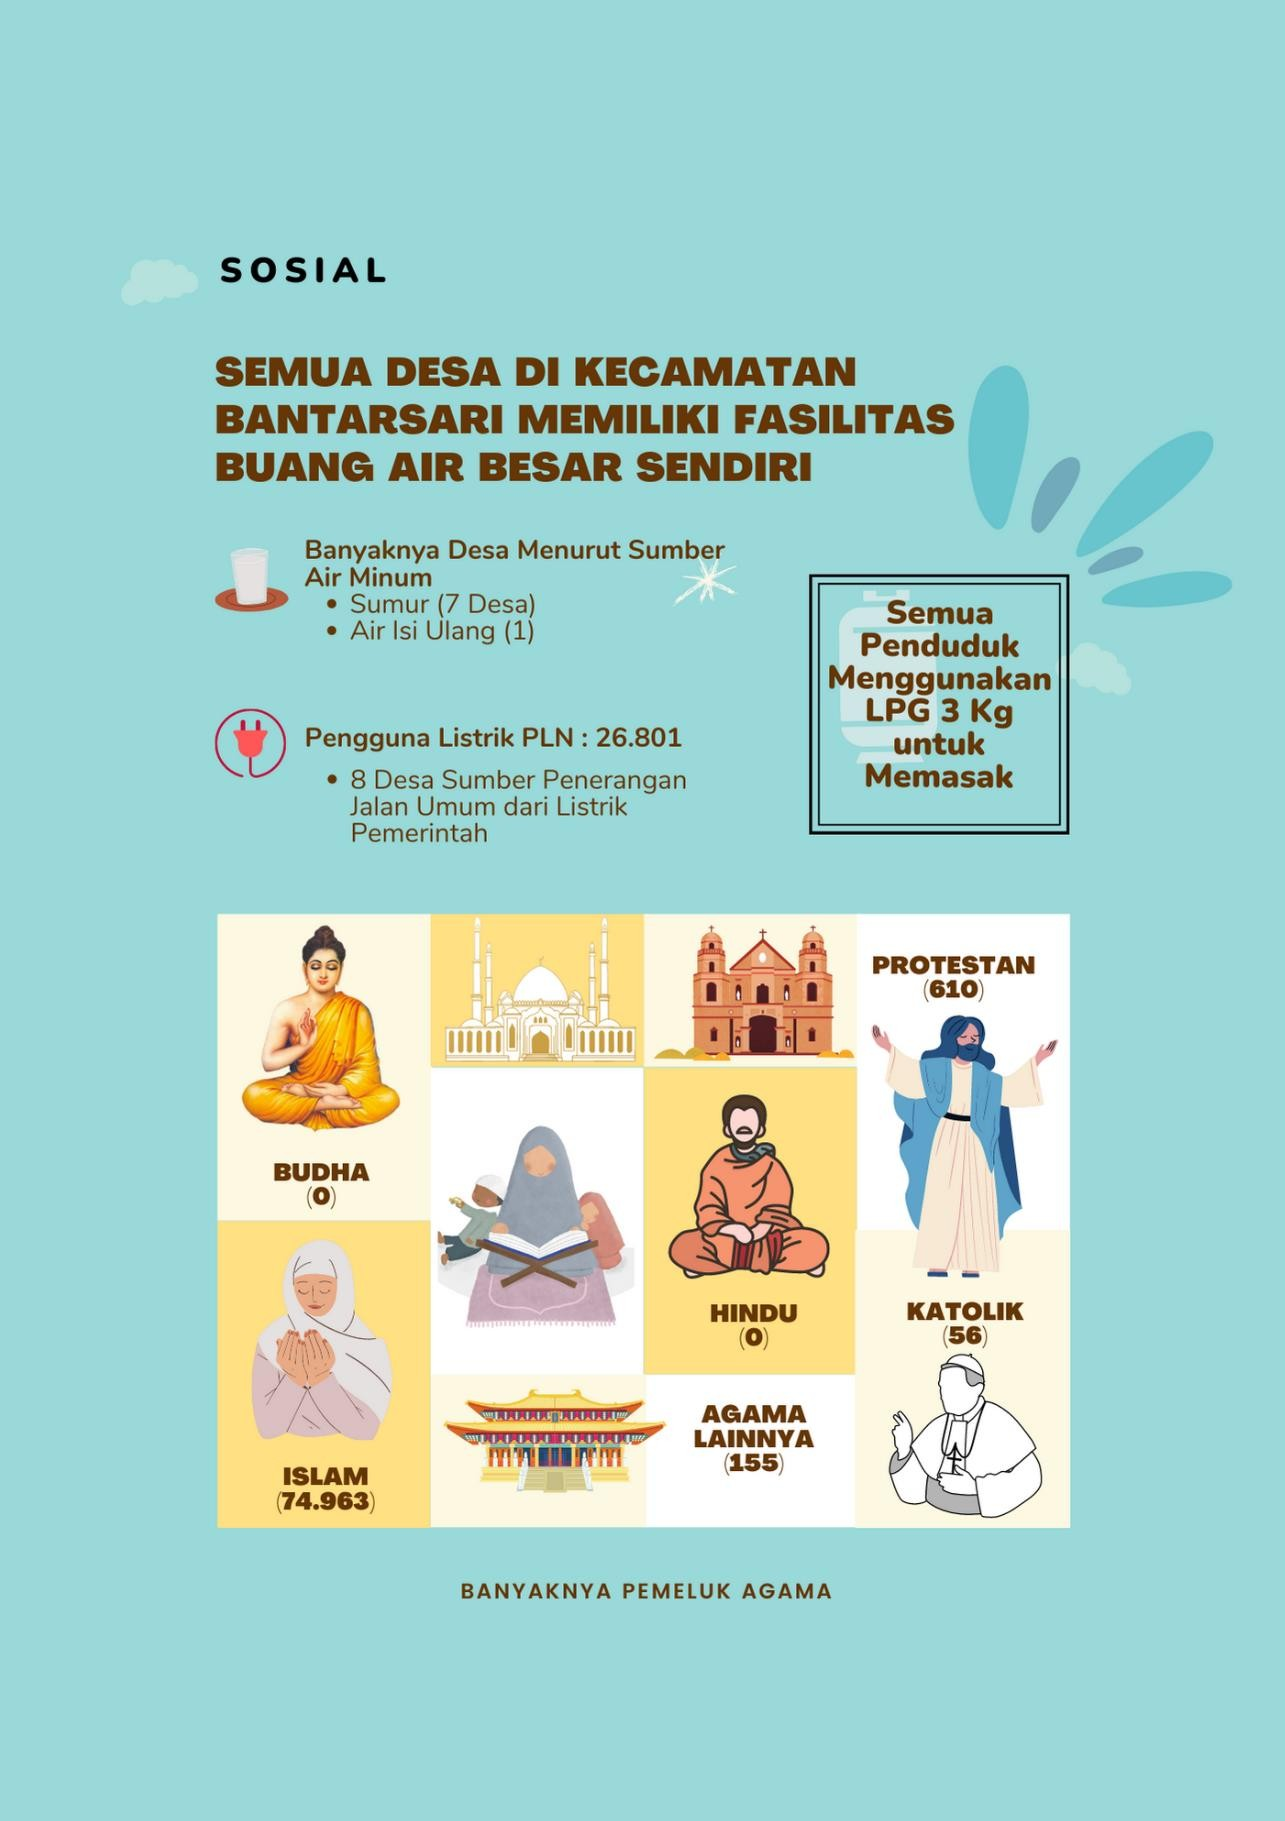 SOSIAL
SEMUA DESA DI KECAMATAN
BANTARSARI MEMILIKI FASILITAS
BUANG AIR BESAR SENDIRI
Banyaknya Desa Menurut Sumber
Air Minum
• Sumur (7 Desa)
• Air Isi Ulang (1)
Pengguna Listrik PLN : 26.801
• 8 Desa Sumber Penerangan
Jalan Umum dari Listrik
Pemerintah
Semua
Penduduk
Menggunakan
LPG 3 Kg
untuk
Memasak
BUDHA
(0)
PROTESTAN
(610)
HINDU
(0)
KATOLIK
(56)
ISLAM
(74.963)
AGAMA
LAINNYA
(155)
BANYAKNYA PEMELUK AGAMA